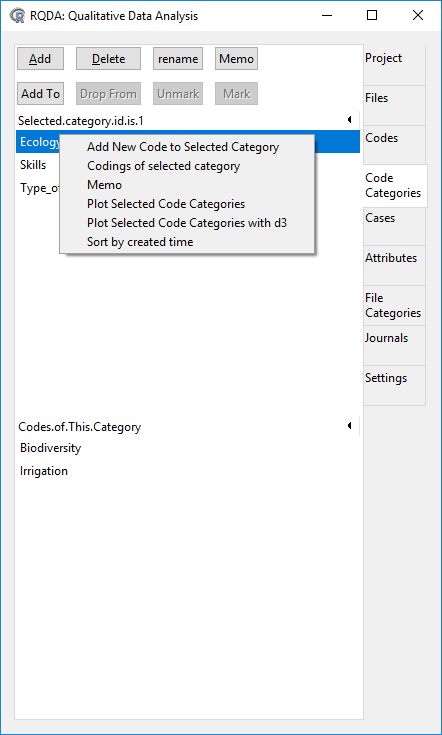 RQDA: Qualitative Data Analysis
Add Delete rename Memo
Add To Drop From Unmark Mark
Selected.category.id.is.1
Ecology
Skills
Type_of
Add New Code to Selected Category
Codings of selected category
Memo
Plot Selected Code Categories
Plot Selected Code Categories with d3
Sort by created time
Codes.of.This.Category
Biodiversity
Irrigation
Project
Files
Codes
Code
Categories
Cases
Attributes
File
Categories
Journals
Settings